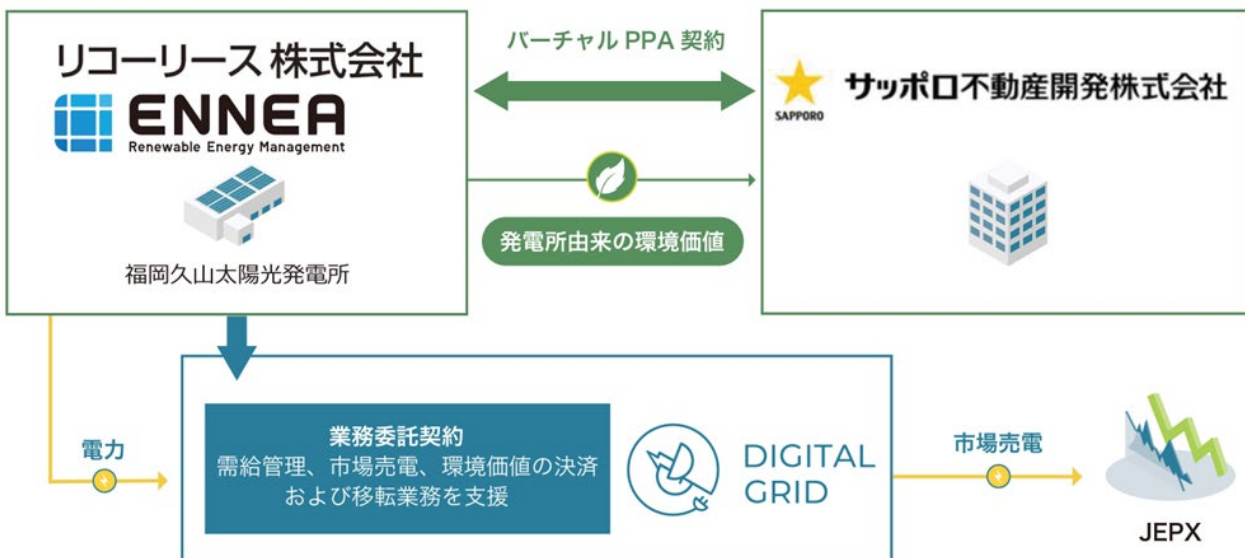 リコーリース 株式会社
ENNEA
Renewable Energy Management
福岡久山太陽光発電所
バーチャル PPA 契約
発電所由来の環境価値
SAPPORO
サッポロ不動産開発株式会社
電力
業務委託契約
需給管理、市場売電、環境価値の決済
および移転業務を支援
DIGITAL
GRID
市場売電
JEPX